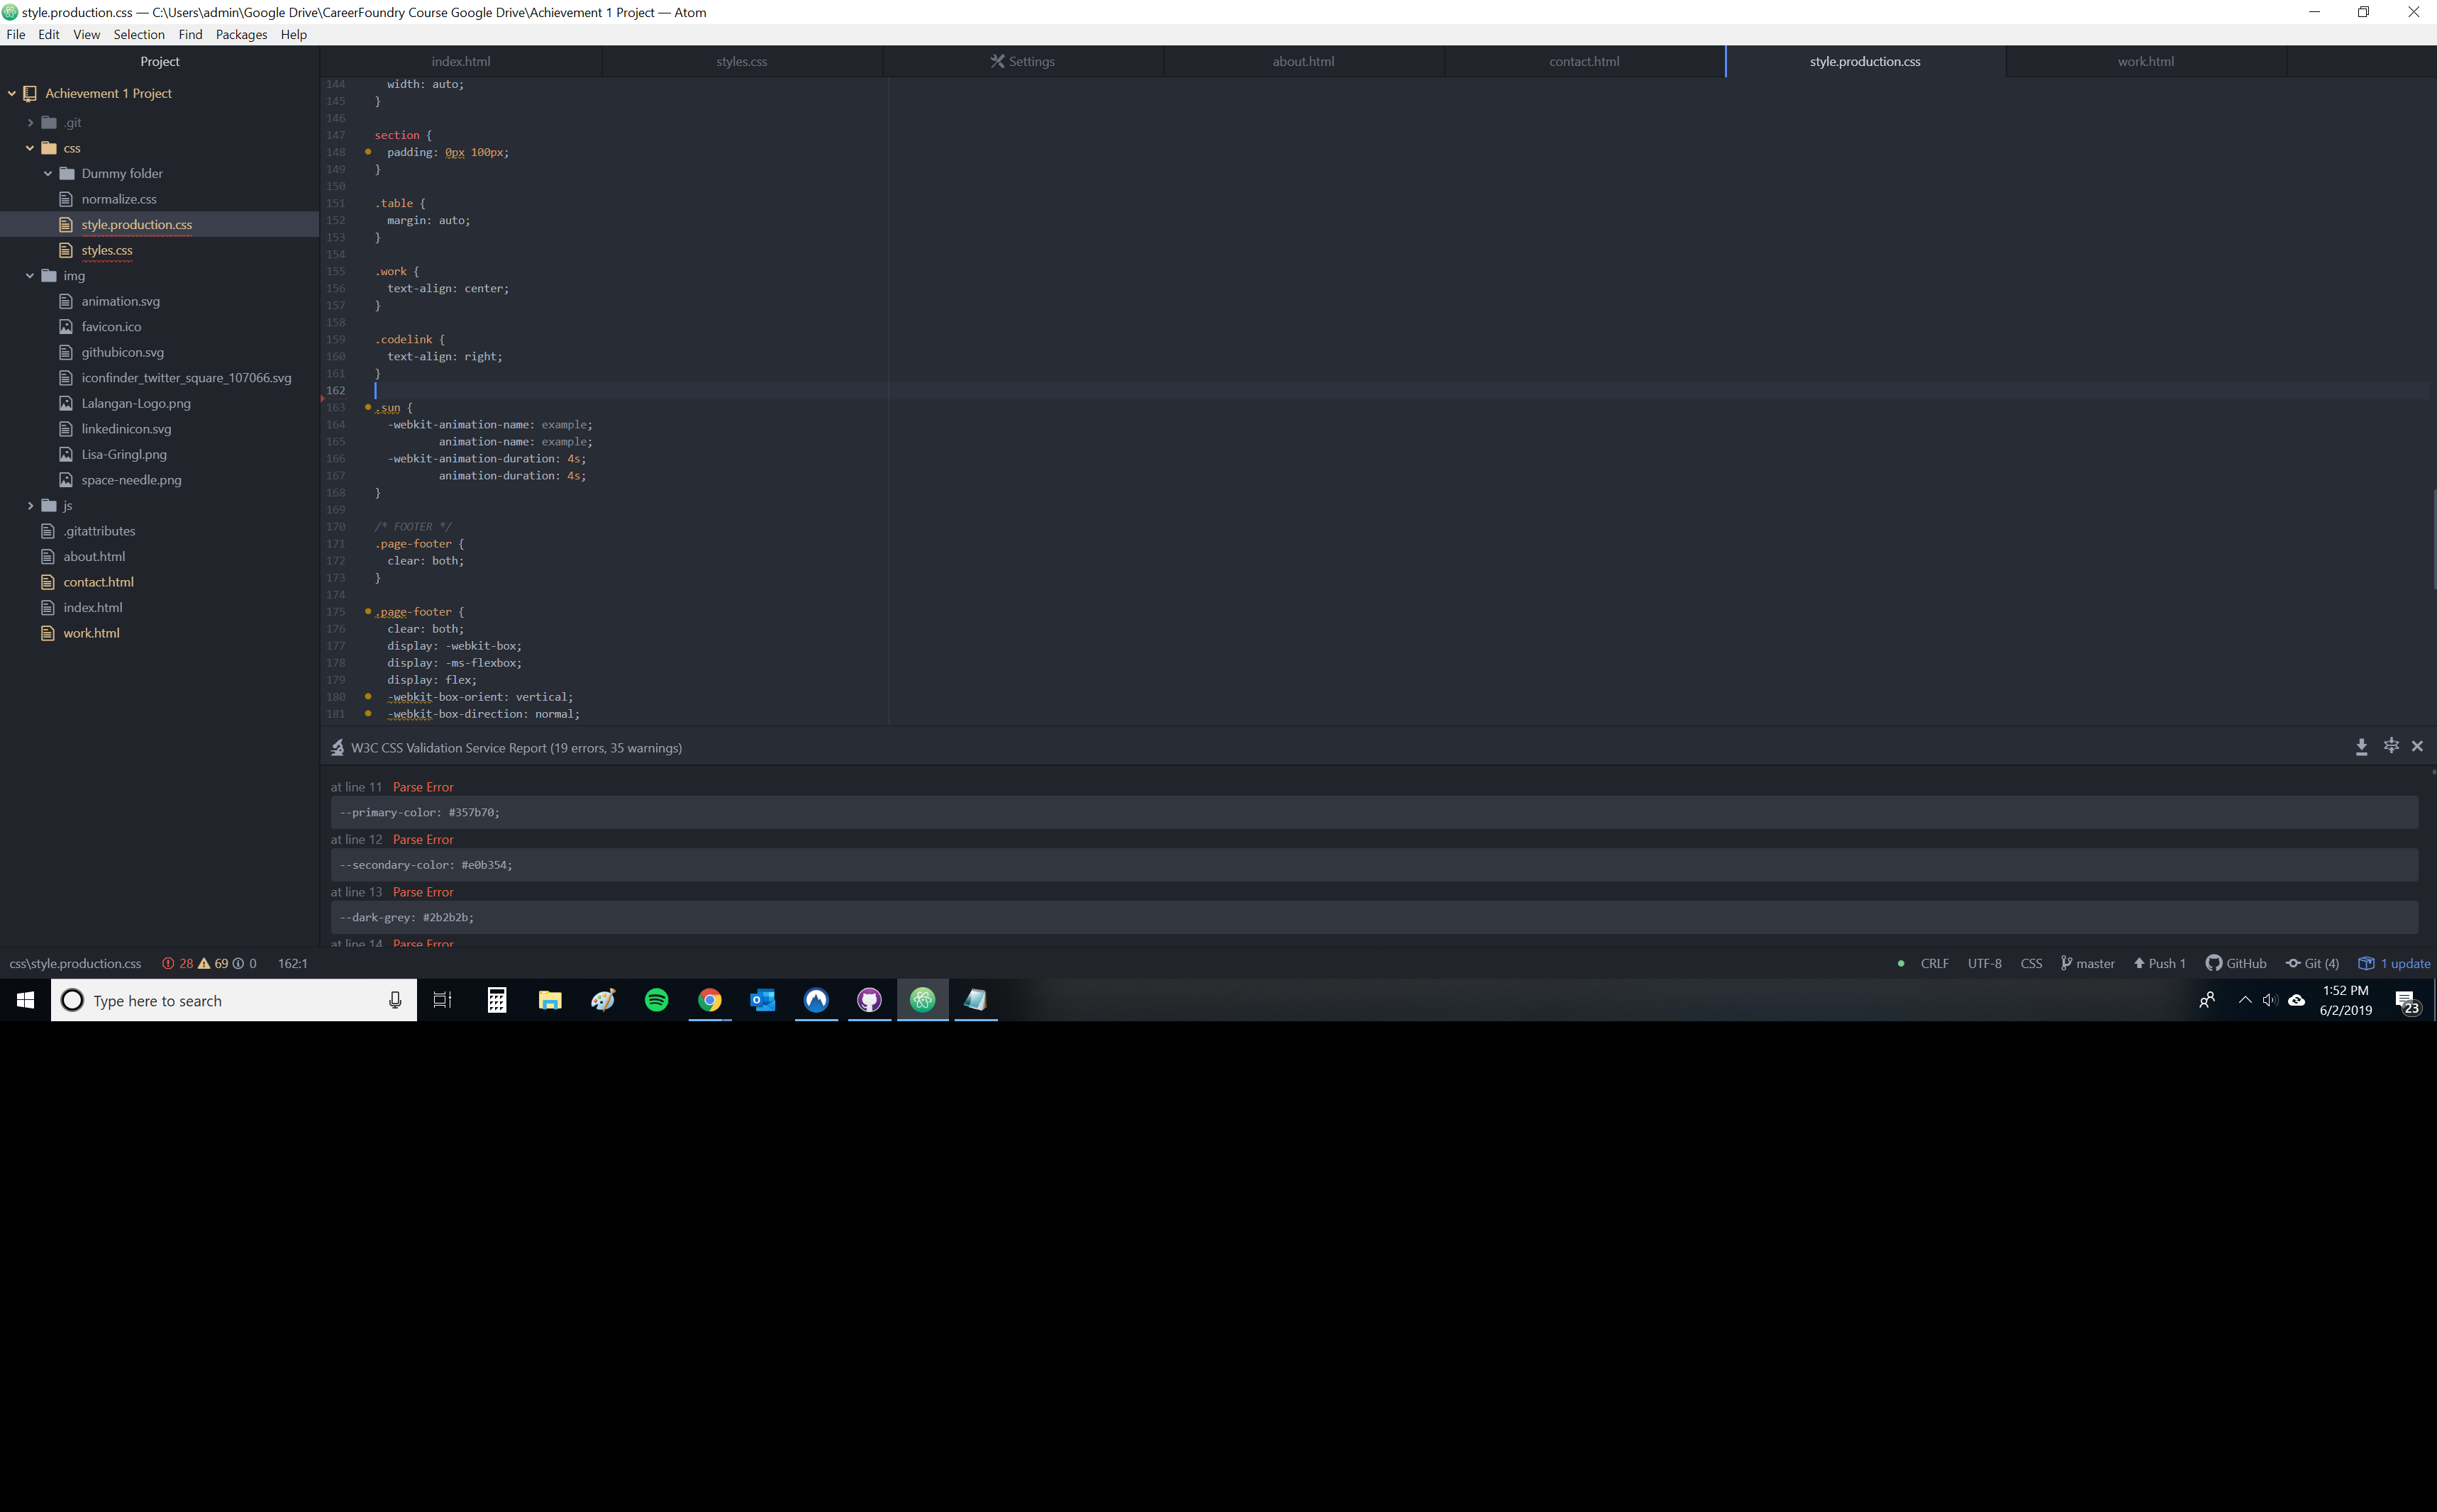 style.production.css — C:\Users\admin\Google Drive\CareerFoundry Course Google Drive\Achievement 1 Project — Atom
File Edit View Selection Find Packages Help
Project
index.html
styles.css
Settings
about.html
contact.html
style.production.css
work.html
Achievement 1 Project
.git
css
Dummy folder
normalize.css
style.production.css
styles.css
img
animation.svg
favicon.ico
githubicon.svg
iconfinder_twitter_square_107066.svg
Lalangan-Logo.png
linkedinicon.svg
Lisa-Gringl.png
space-needle.png
js
.gitattributes
about.html
contact.html
index.html
work.html
144 width: auto;
145 }
146
147 section {
148 padding: 0px 100px;
149 }
150
151 .table {
152 margin: auto;
153 }
154
155 .work {
156 text-align: center;
157 }
158
159 .codelink {
160 text-align: right;
161 }
162
163 .sun {
164 -webkit-animation-name: example;
165 animation-name: example;
166 -webkit-animation-duration: 4s;
167 animation-duration: 4s;
168 }
169
170 /* FOOTER */
171 .page-footer {
172 clear: both;
173 }
174
175 .page-footer {
176 clear: both;
177 display: -webkit-box;
178 display: -ms-flexbox;
179 display: flex;
180 -webkit-box-orient: vertical;
181 -webkit-box-direction: normal;
W3C CSS Validation Service Report (19 errors, 35 warnings)
at line 11 Parse Error
--primary-color: #357b70;
at line 12 Parse Error
--secondary-color: #e0b354;
at line 13 Parse Error
--dark-grey: #2b2b2b;
at line 14 Parse Error
css\style.production.css 28 69 0 162:1
CRLF UTF-8 CSS master Push 1 GitHub Git (4) 1 update
Type here to search
1:52 PM
6/2/2019
23